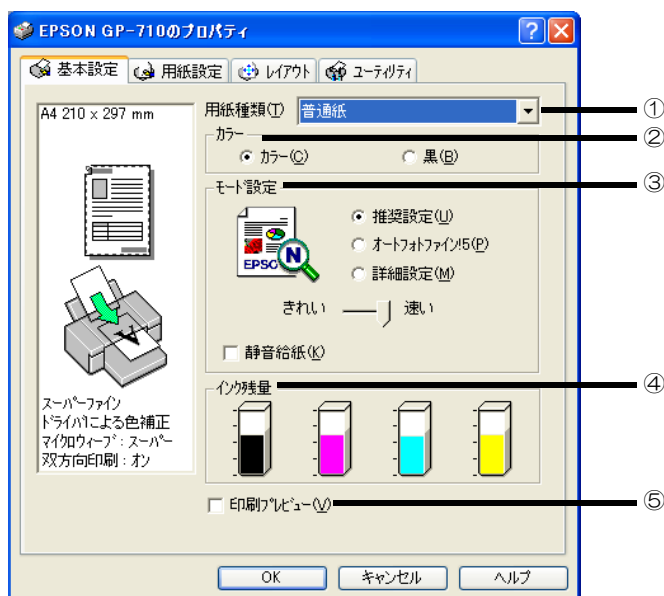 EPSON GP-710のプロパティ
基本設定 用紙設定 レイアウト ユーティリティ
A4 210 x 297 mm
用紙種類(T) 普通紙 ①
カラー ②
カラー(C) 黒(B)
モード設定 ③
推奨設定(U)
オートフォトファイン!5(P)
詳細設定(M)
EPSO N
きれい 速い
静音給紙(K)
A
インク残量 ④
スーパーファイン
ドライバによる色補正
マイクロウィーブ:スーパー
双方向印刷:オン
印刷プレビュー(V) ⑤
OK キャンセル ヘルプ